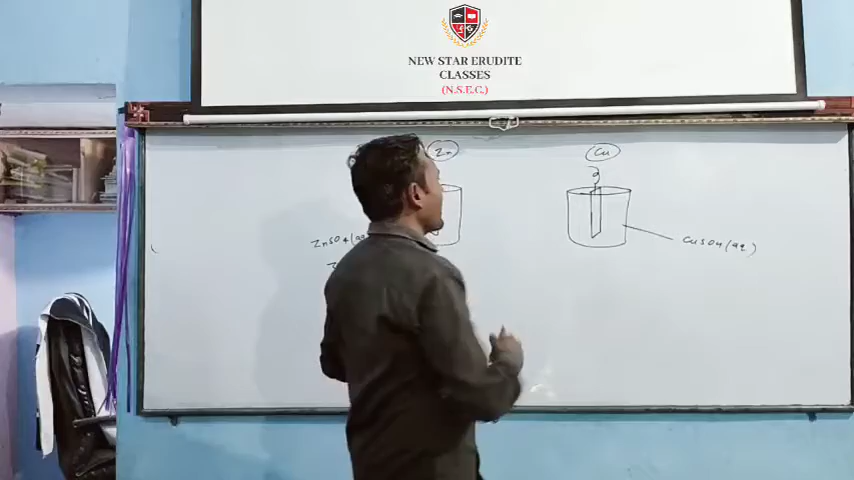 NEW STAR ERUDITE
CLASSES
(N.S.E.C.)
Zn
Cu
ZnSO4(aq
CuSO4(aq)